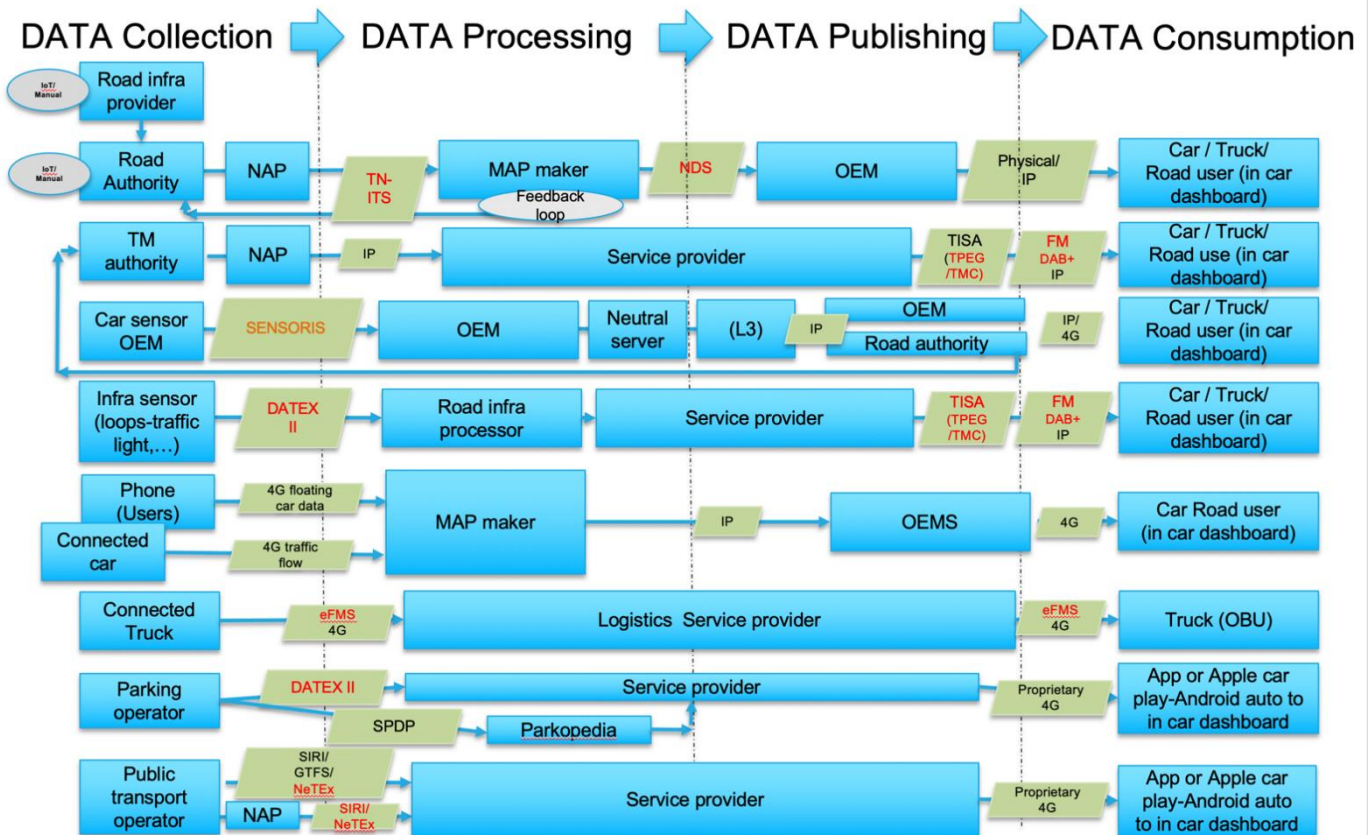 DATA Collection
DATA Processing
DATA Publishing
DATA Consumption
IoT/
Manual
Road infra
provider
IoT/
Manual
Road
Authority
NAP
TN-
ITS
MAP maker
Feedback
loop
NDS
OEM
Physical/
IP
Car / Truck/
Road user (in car
dashboard)
TM
authority
NAP
IP
Service provider
TISA
(TPEG
/TMC)
FM
DAB+
IP
Car / Truck/
Road use (in car
dashboard)
Car sensor
OEM
SENSORIS
OEM
Neutral
server
(L3)
IP
OEM
Road authority
IP/
4G
Car / Truck/
Road user (in car
dashboard)
Infra sensor
(loops-traffic
light,...)
DATEX
II
Road infra
processor
Service provider
TISA
(TPEG
/TMC)
FM
DAB+
IP
Car / Truck/
Road user (in car
dashboard)
Phone
(Users)
4G floating
car data
Connected
car
4G traffic
flow
MAP maker
IP
OEMS
4G
Car Road user
(in car dashboard)
Connected
Truck
eFMS
4G
Logistics Service provider
eFMS
4G
Truck (OBU)
Parking
operator
DATEX II
Service provider
SPDP
Parkopedia
Proprietary
4G
App or Apple car
play-Android auto to
in car dashboard
Public
transport
operator
SIRI/
GTFS/
NeTEx
NAP
SIRI/
NeTEx
Service provider
Proprietary
4G
App or Apple car
play-Android auto
to in car dashboard